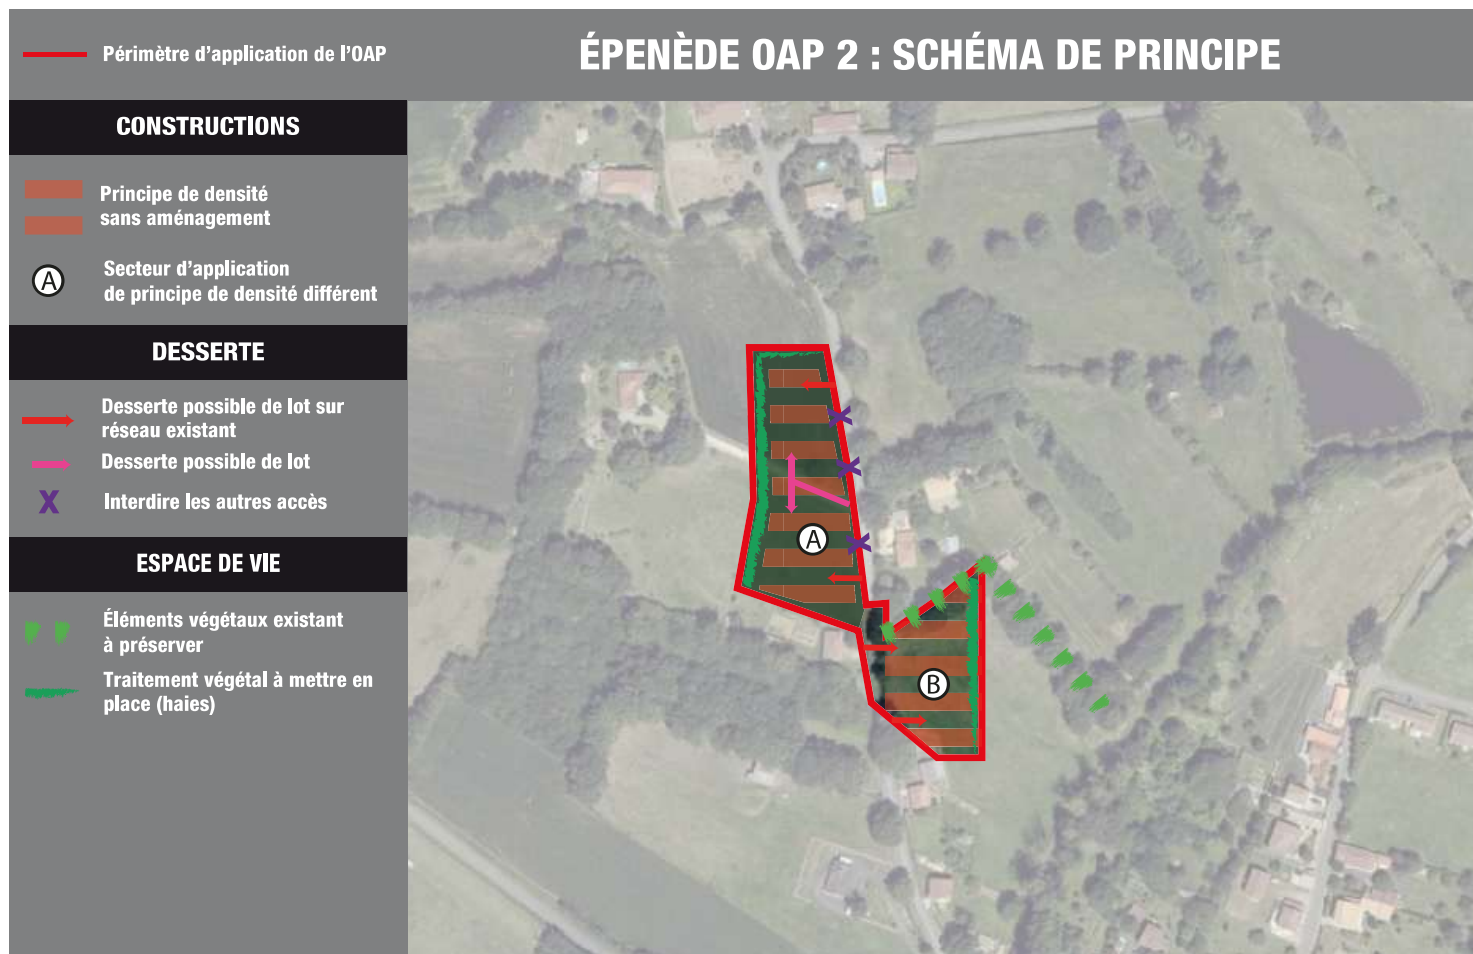 Périmètre d'application de l'OAP
ÉPENÈDE OAP 2 : SCHÉMA DE PRINCIPE
CONSTRUCTIONS
Principe de densité
sans aménagement
A
Secteur d'application
de principe de densité différent
DESSERTE
Desserte possible de lot sur
réseau existant
Desserte possible de lot
X
Interdire les autres accès
ESPACE DE VIE
Éléments végétaux existant
à préserver
Traitement végétal à mettre en
place (haies)
X
X
A
X
B